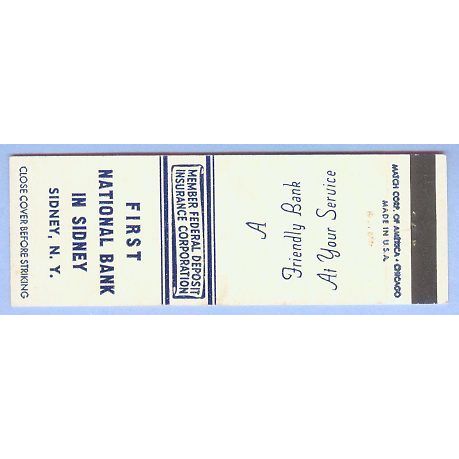 A
Friendly Bank
At Your Service
MEMBER FEDERAL DEPOSIT
INSURANCE CORPORATION
FIRST
NATIONAL BANK
IN SIDNEY
SIDNEY, N. Y.
CLOSE COVER BEFORE STRIKING
MATCH CORP. OF AMERICA · CHICAGO
MADE IN U.S.A.